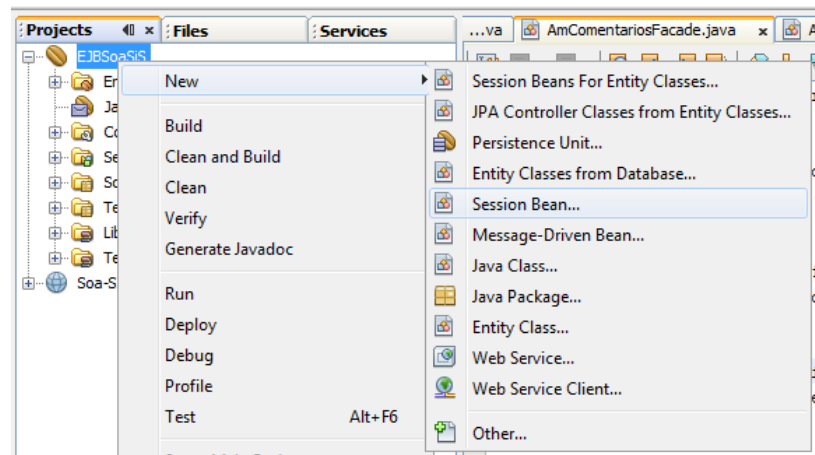 Projects
Files
Services
...va
AmComentariosFacade.java
EJBSoaSiS
New
Build
Clean and Build
Clean
Verify
Generate Javadoc
Run
Deploy
Debug
Profile
Test Alt+F6
Soa-S
Session Beans For Entity Classes...
JPA Controller Classes from Entity Classes...
Persistence Unit...
Entity Classes from Database...
Session Bean...
Message-Driven Bean...
Java Class...
Java Package...
Entity Class...
Web Service...
Web Service Client...
Other...